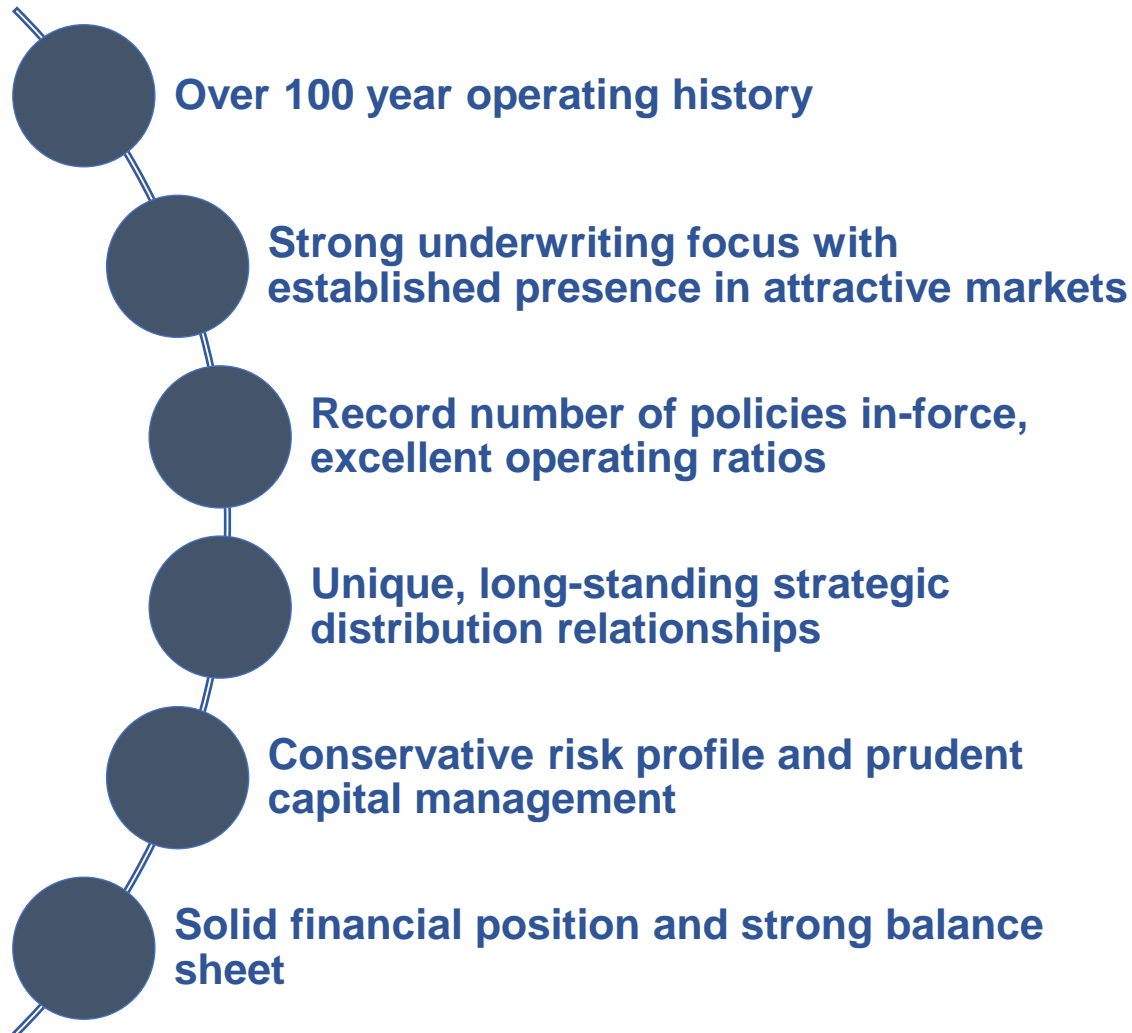 Over 100 year operating history
Strong underwriting focus with
established presence in attractive markets
Record number of policies in-force,
excellent operating ratios
Unique, long-standing strategic
distribution relationships
Conservative risk profile and prudent
capital management
Solid financial position and strong balance
sheet